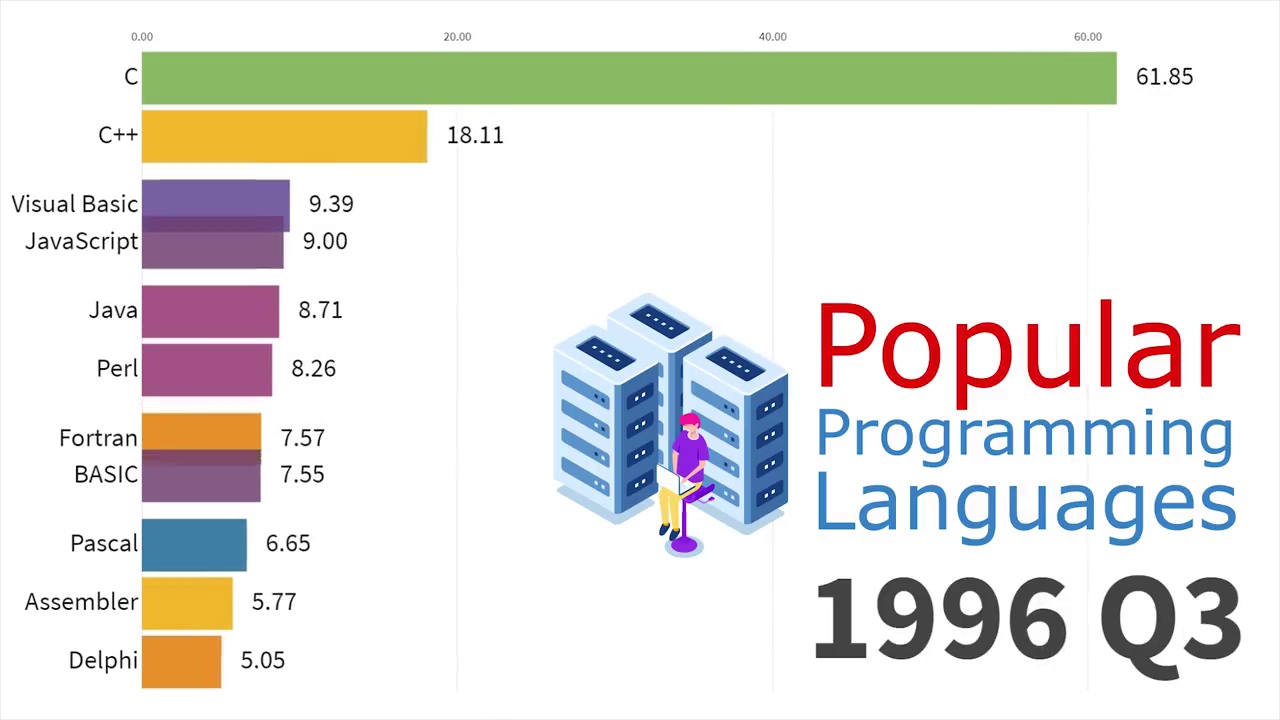 0.00 20.00 40.00 60.00
C 61.85
C++ 18.11
Visual Basic 9.39
JavaScript 9.00
Java 8.71
Perl 8.26
Fortran 7.57
BASIC 7.55
Pascal 6.65
Assembler 5.77
Delphi 5.05
Popular
Programming
Languages
1996 Q3